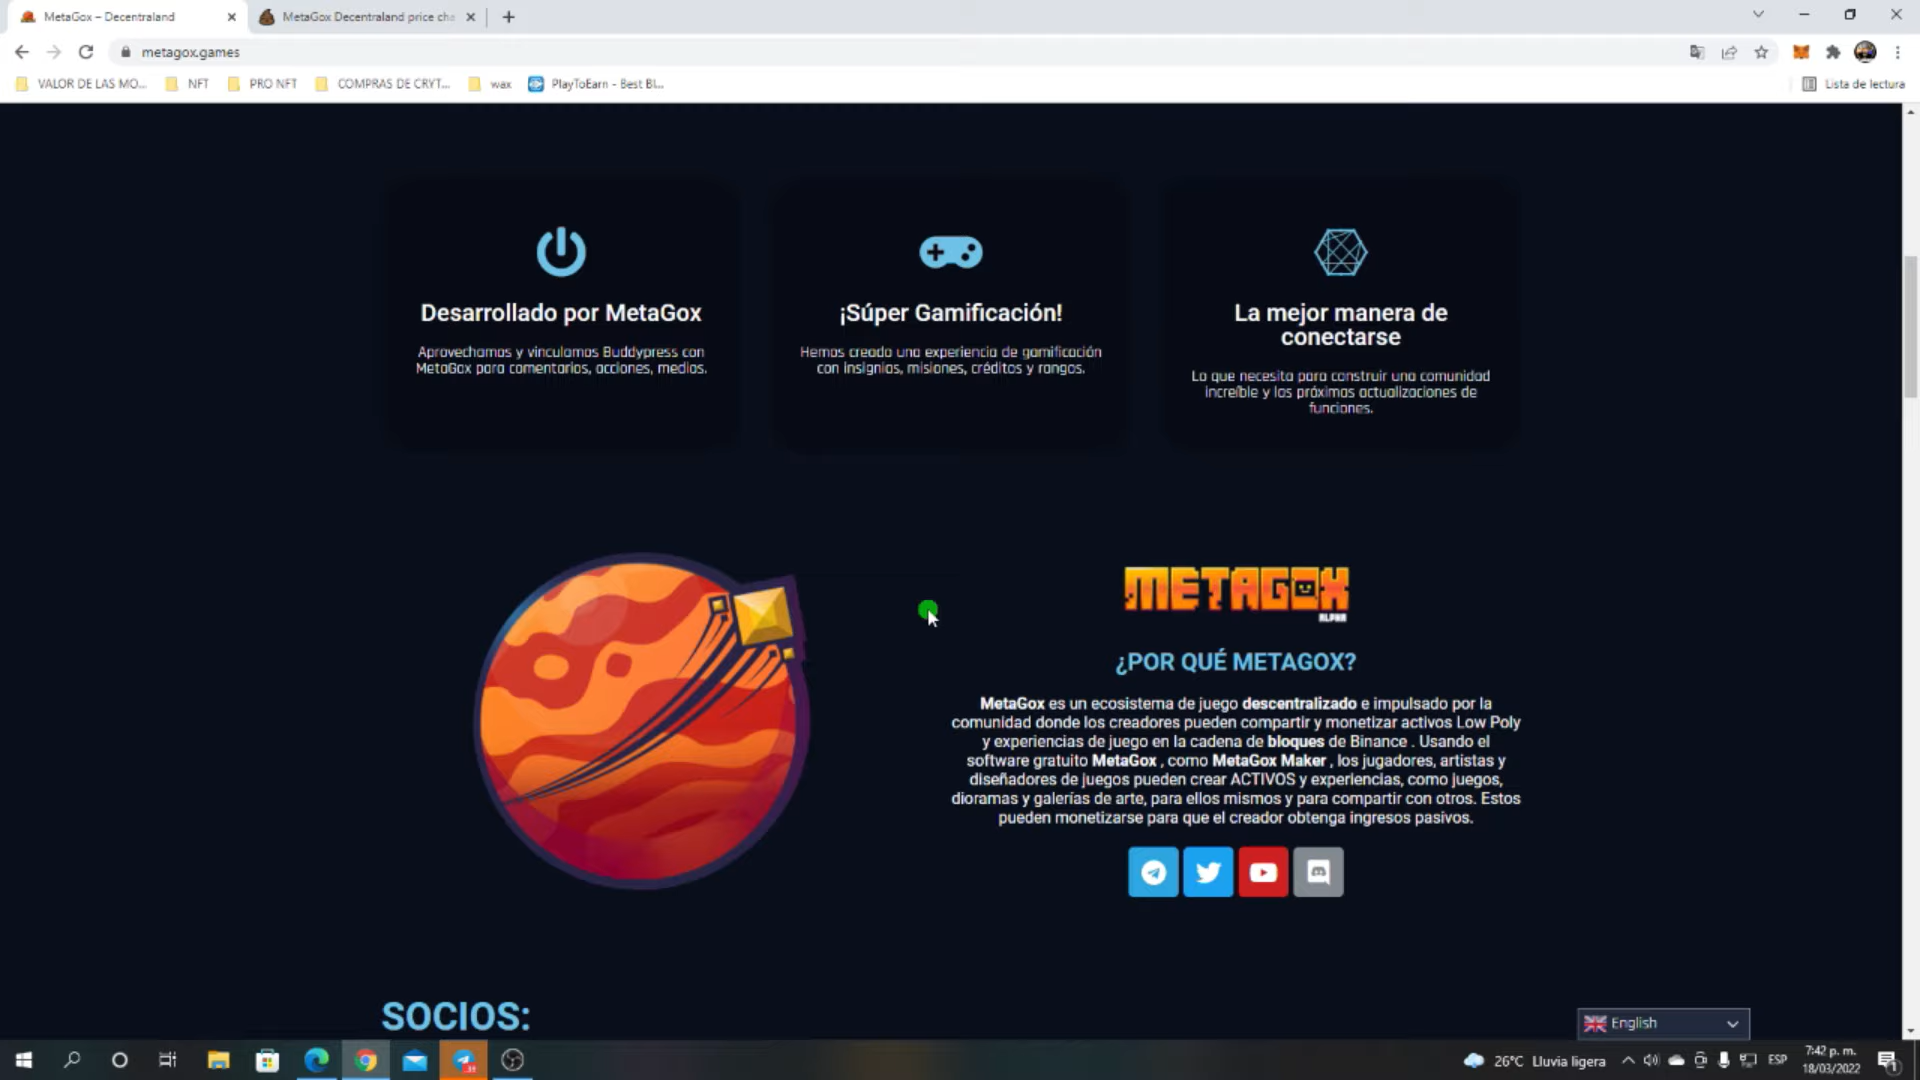 MetaGox – Decentraland
MetaGox Decentraland price cha
metagox.games
VALOR DE LAS MO...
NFT
PRO NFT
COMPRAS DE CRYT...
wax
PlayToEarn - Best Bl...
Lista de lectura
Desarrollado por MetaGox
Aprovechamos y vinculamos Buddypress con
MetaGox para comentarios, acciones, medios.
¡Súper Gamificación!
Hemos creado una experiencia de gamificación
con insignias, misiones, créditos y rangos.
La mejor manera de
conectarse
Lo que necesita para construir una comunidad
increíble y las próximas actualizaciones de
funciones.
METAGOX
ALPHA
¿POR QUÉ METAGOX?
MetaGox es un ecosistema de juego descentralizado e impulsado por la
comunidad donde los creadores pueden compartir y monetizar activos Low Poly
y experiencias de juego en la cadena de bloques de Binance . Usando el
software gratuito MetaGox , como MetaGox Maker , los jugadores, artistas y
diseñadores de juegos pueden crear ACTIVOS y experiencias, como juegos,
dioramas y galerías de arte, para ellos mismos y para compartir con otros. Estos
pueden monetizarse para que el creador obtenga ingresos pasivos.
SOCIOS:
English
26°C Lluvia ligera
ESP
7:42 p. m.
18/03/2022
1